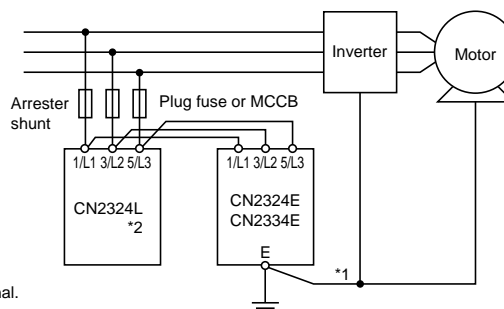 Inverter
Motor
Arrester
shunt
Plug fuse or MCCB
1/L1 3/L2 5/L3
1/L1 3/L2 5/L3
CN2324L
*2
CN2324E
CN2334E
E
*1
nal.